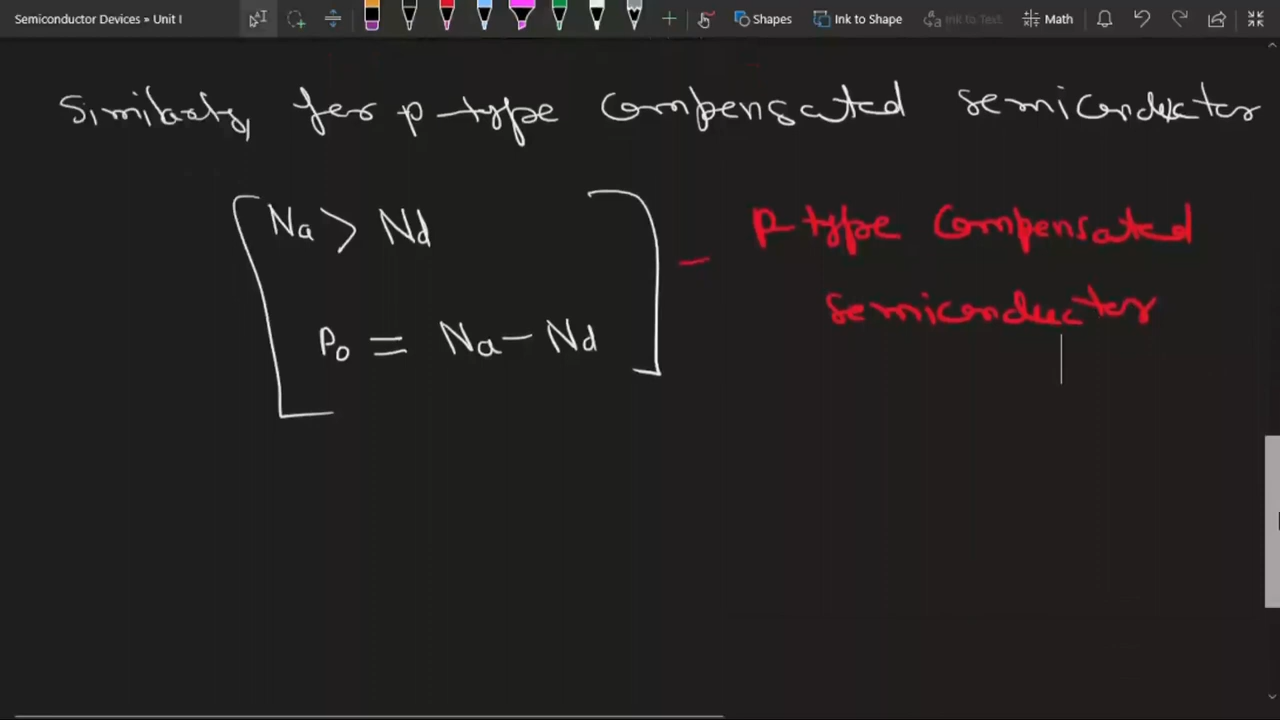 Semiconductor Devices » Unit I
Shapes
Ink to Shape
Ink to Text
Math
Similarly, for p-type compensated semiconductor
Na > Nd
P0 = Na - Nd
- P-type compensated
semiconductor